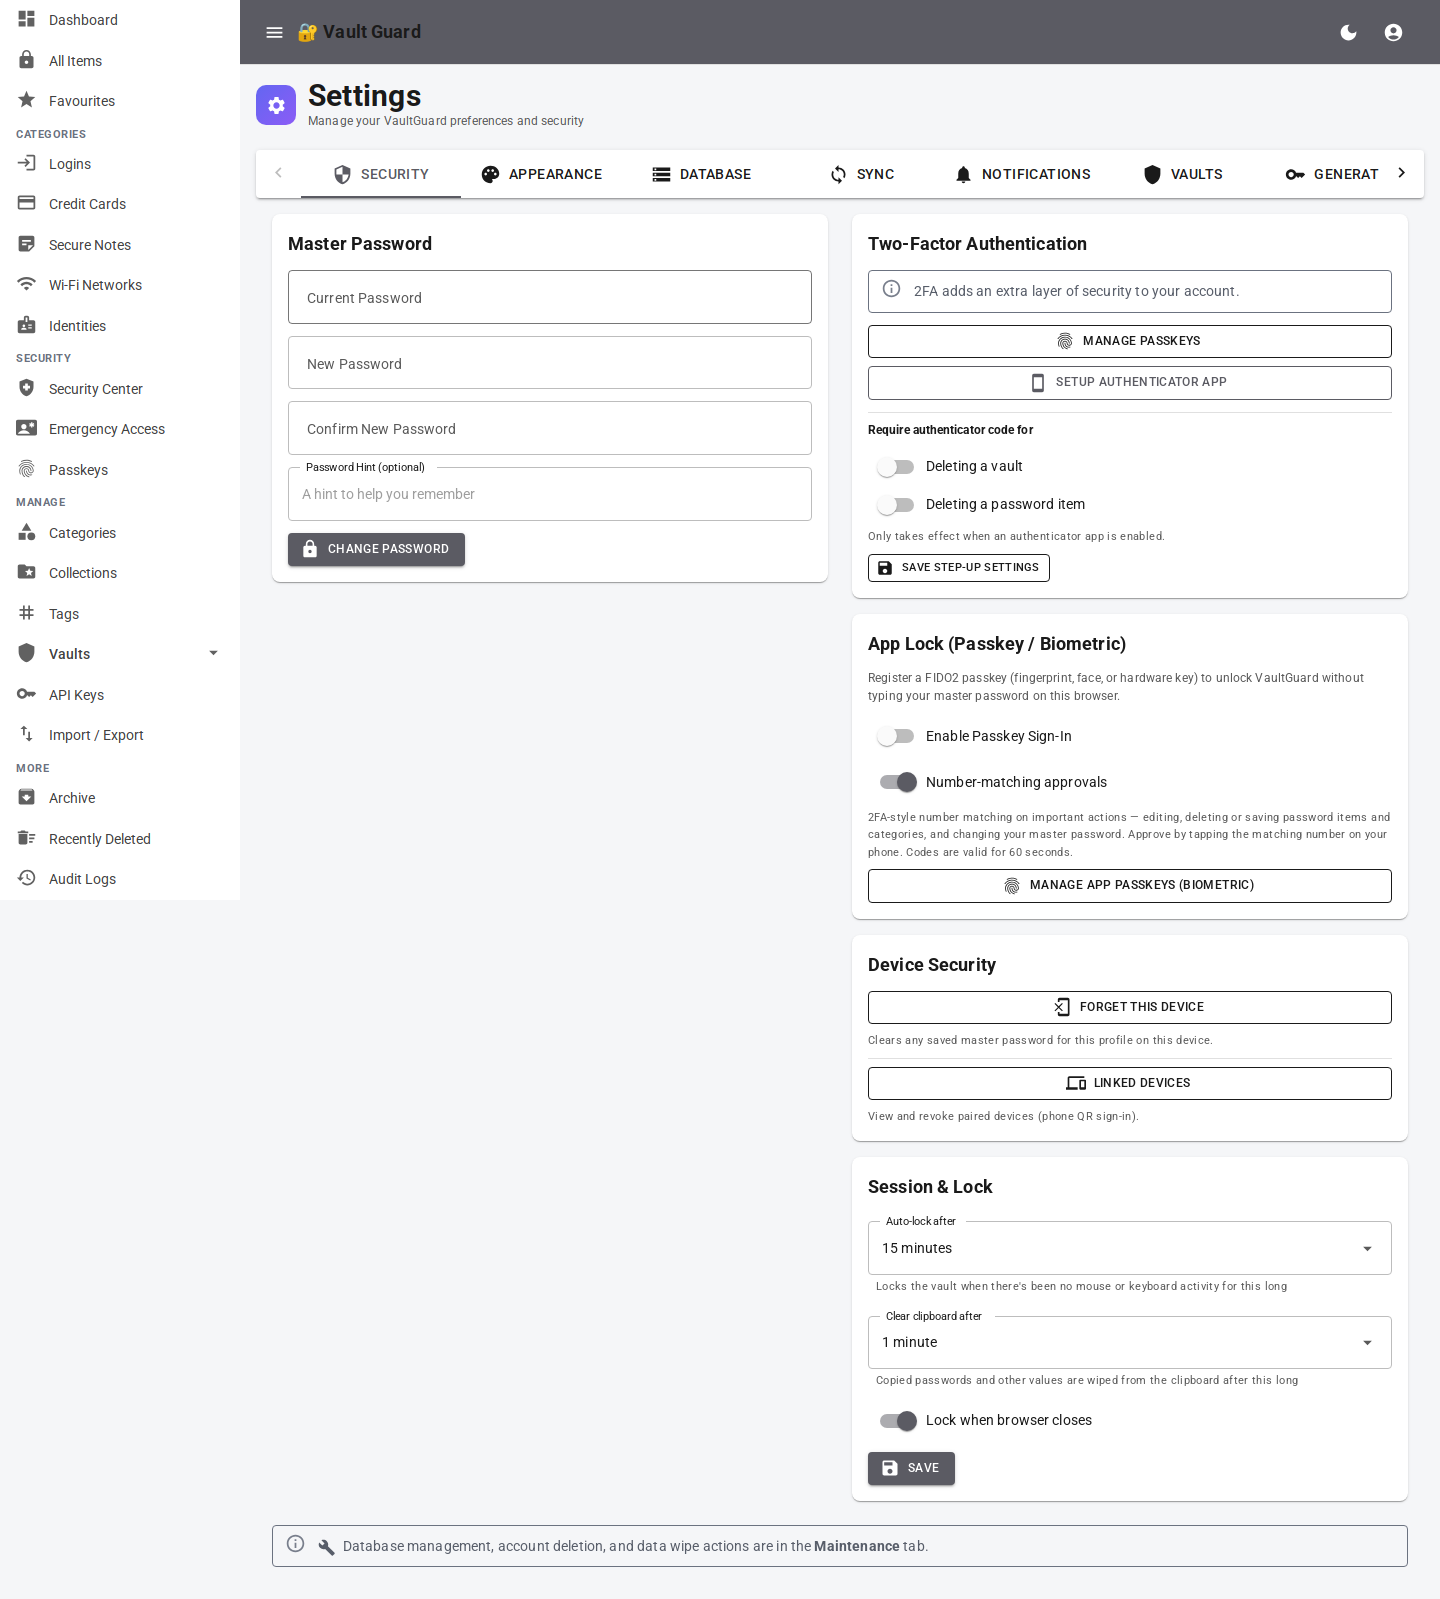 Dashboard
All Items
Favourites
CATEGORIES
Logins
Credit Cards
Secure Notes
Wi-Fi Networks
Identities
SECURITY
Security Center
Emergency Access
Passkeys
MANAGE
Categories
Collections
Tags
Vaults
API Keys
Import / Export
MORE
Archive
Recently Deleted
Audit Logs
🔐 Vault Guard
Settings
Manage your VaultGuard preferences and security
SECURITY
APPEARANCE
DATABASE
SYNC
NOTIFICATIONS
VAULTS
GENERAT
Master Password
Current Password
New Password
Confirm New Password
Password Hint (optional)
A hint to help you remember
CHANGE PASSWORD
Two-Factor Authentication
2FA adds an extra layer of security to your account.
MANAGE PASSKEYS
SETUP AUTHENTICATOR APP
Require authenticator code for
Deleting a vault
Deleting a password item
Only takes effect when an authenticator app is enabled.
SAVE STEP-UP SETTINGS
App Lock (Passkey / Biometric)
Register a FIDO2 passkey (fingerprint, face, or hardware key) to unlock VaultGuard without
typing your master password on this browser.
Enable Passkey Sign-In
Number-matching approvals
2FA-style number matching on important actions — editing, deleting or saving password items and
categories, and changing your master password. Approve by tapping the matching number on your
phone. Codes are valid for 60 seconds.
MANAGE APP PASSKEYS (BIOMETRIC)
Device Security
FORGET THIS DEVICE
Clears any saved master password for this profile on this device.
LINKED DEVICES
View and revoke paired devices (phone QR sign-in).
Session & Lock
Auto-lock after
15 minutes
Locks the vault when there's been no mouse or keyboard activity for this long
Clear clipboard after
1 minute
Copied passwords and other values are wiped from the clipboard after this long
Lock when browser closes
SAVE
Database management, account deletion, and data wipe actions are in the Maintenance tab.